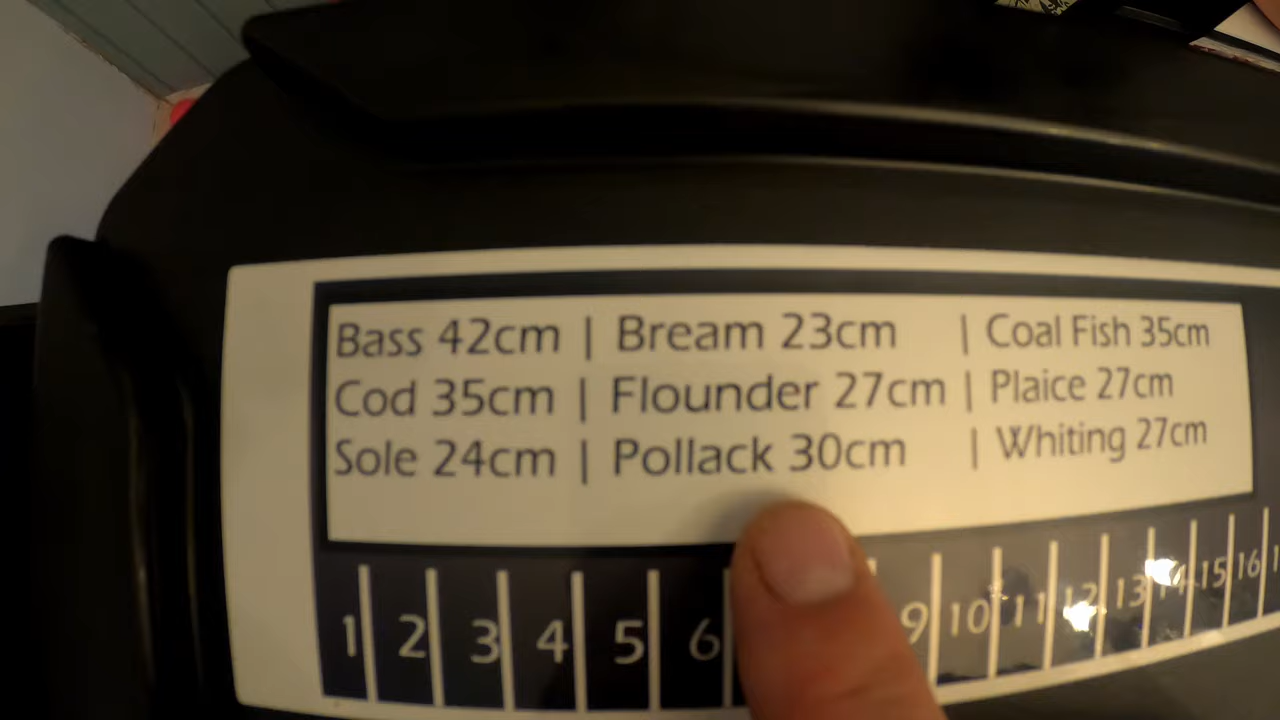 Bass 42cm | Bream 23cm | Coal Fish 35cm
Cod 35cm | Flounder 27cm | Plaice 27cm
Sole 24cm | Pollack 30cm | Whiting 27cm
1 2 3 4 5 6 9 10 11 12 13 14 15 16